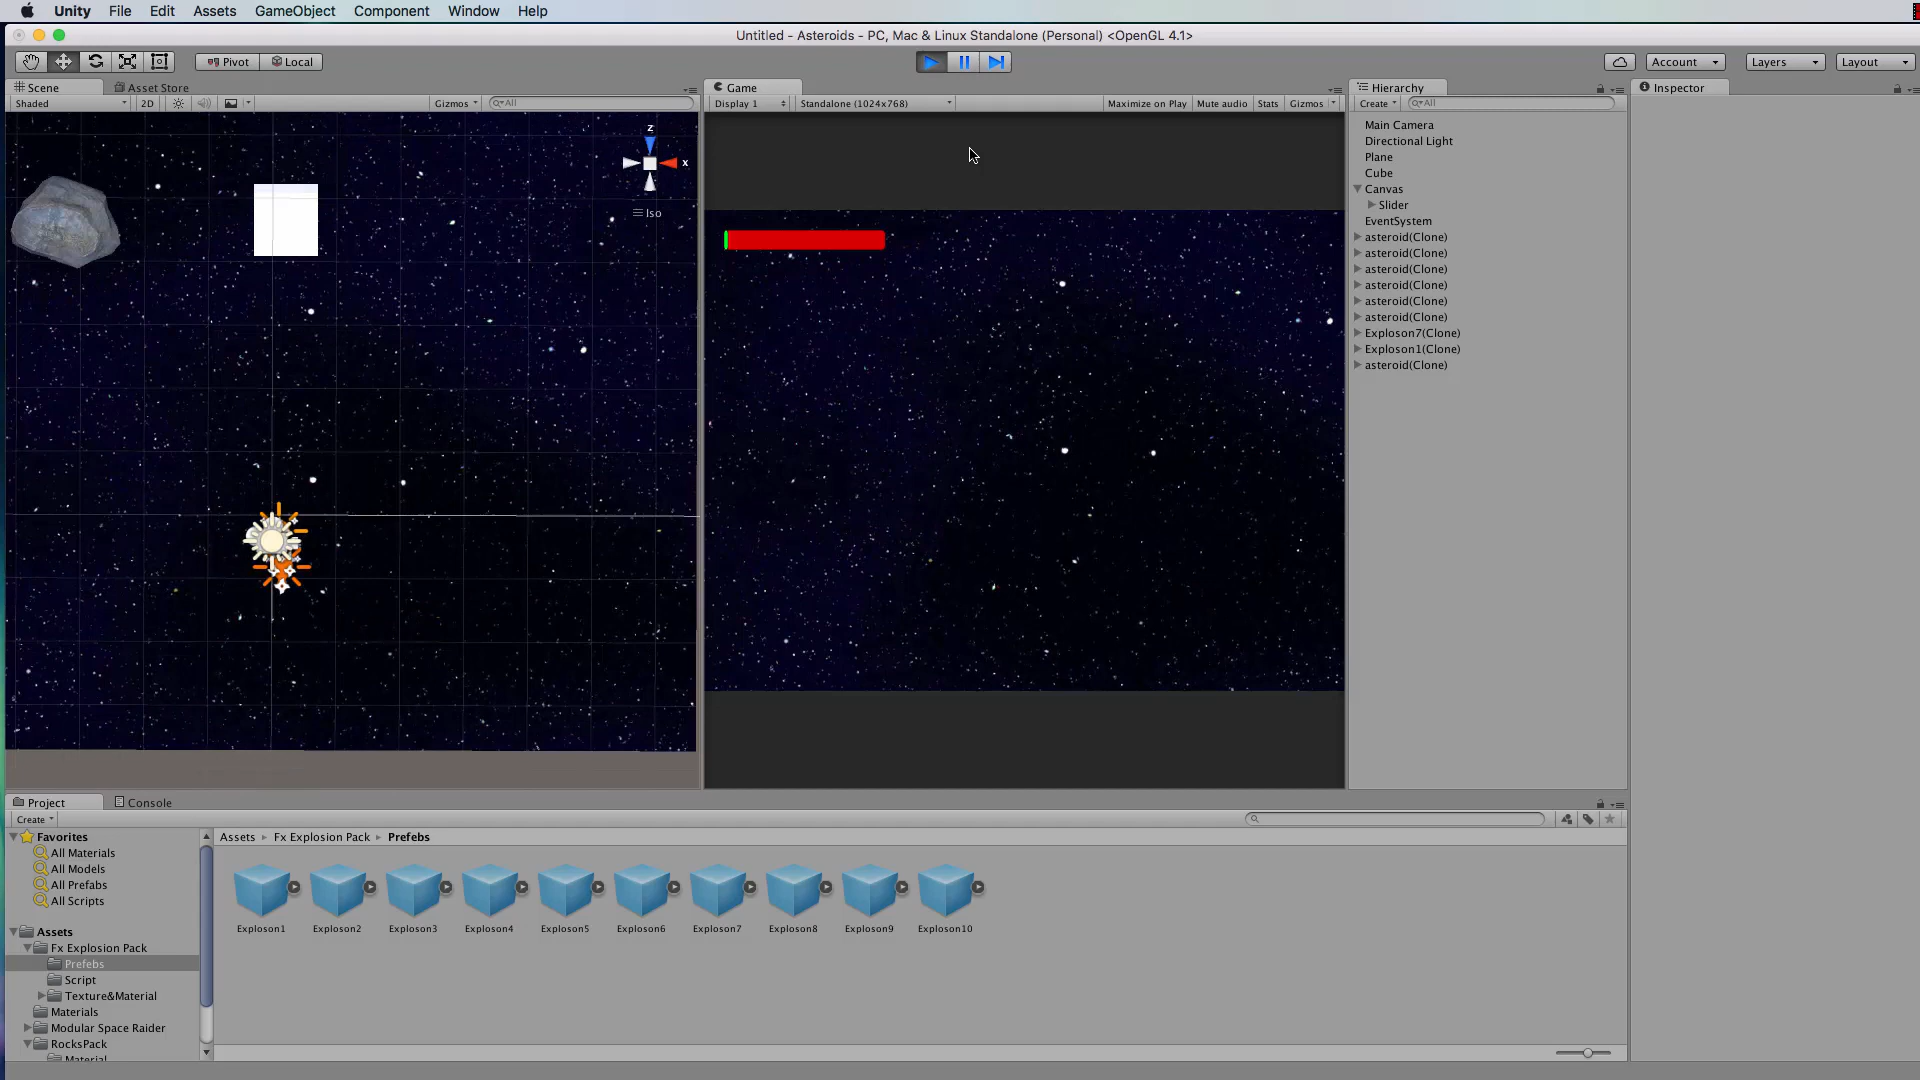 Unity File Edit Assets GameObject Component Window Help
Untitled - Asteroids - PC, Mac & Linux Standalone (Personal) <OpenGL 4.1>
Pivot Local Account Layers Layout
Scene Asset Store
Shaded 2D Gizmos All
z
x
Iso
Game
Display 1 Standalone (1024x768) Maximize on Play Mute audio Stats Gizmos
Hierarchy
Create All
Main Camera
Directional Light
Plane
Cube
Canvas
Slider
EventSystem
asteroid(Clone)
asteroid(Clone)
asteroid(Clone)
asteroid(Clone)
asteroid(Clone)
asteroid(Clone)
Exploson7(Clone)
Exploson1(Clone)
asteroid(Clone)
Inspector
Project Console
Create
Favorites
All Materials
All Models
All Prefabs
All Scripts
Assets
Fx Explosion Pack
Prefebs
Script
Texture&Material
Materials
Modular Space Raider
RocksPack
Material
Assets Fx Explosion Pack Prefebs
Exploson1 Exploson2 Exploson3 Exploson4 Exploson5 Exploson6 Exploson7 Exploson8 Exploson9 Exploson10